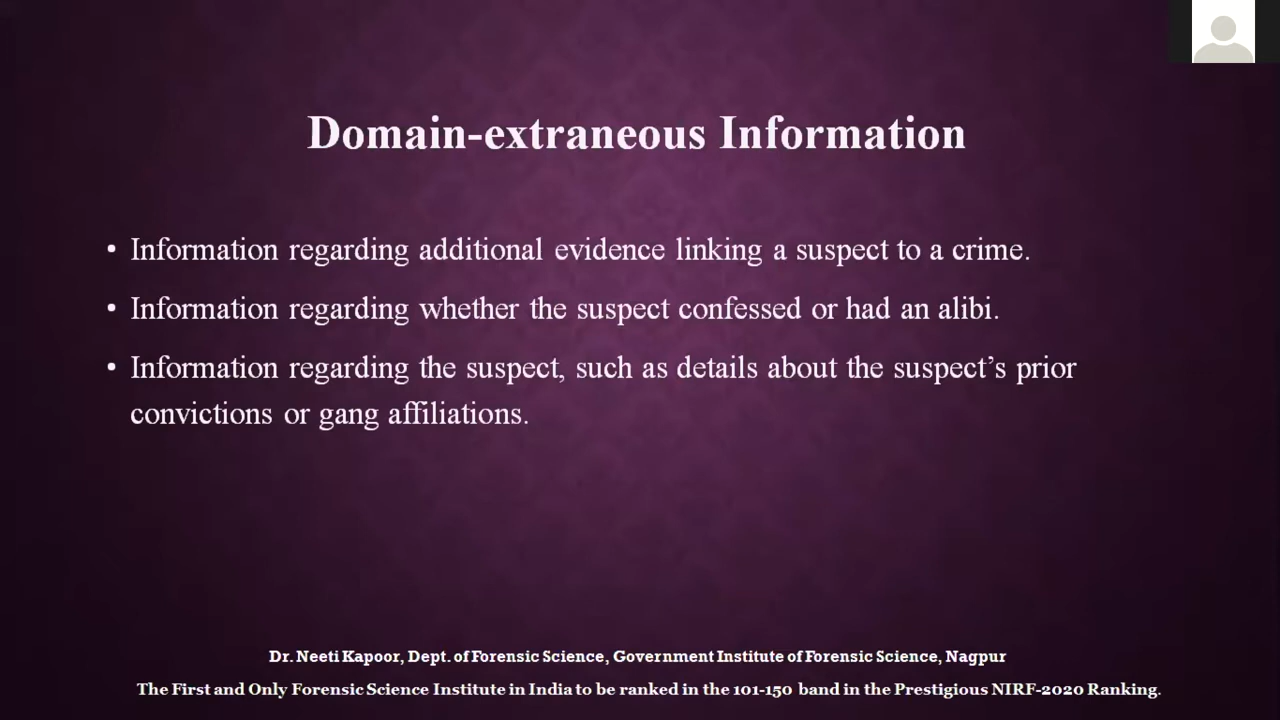 Domain-extraneous Information
• Information regarding additional evidence linking a suspect to a crime.
• Information regarding whether the suspect confessed or had an alibi.
• Information regarding the suspect, such as details about the suspect’s prior
convictions or gang affiliations.
Dr. Neeti Kapoor, Dept. of Forensic Science, Government Institute of Forensic Science, Nagpur
The First and Only Forensic Science Institute in India to be ranked in the 101-150 band in the Prestigious NIRF-2020 Ranking.